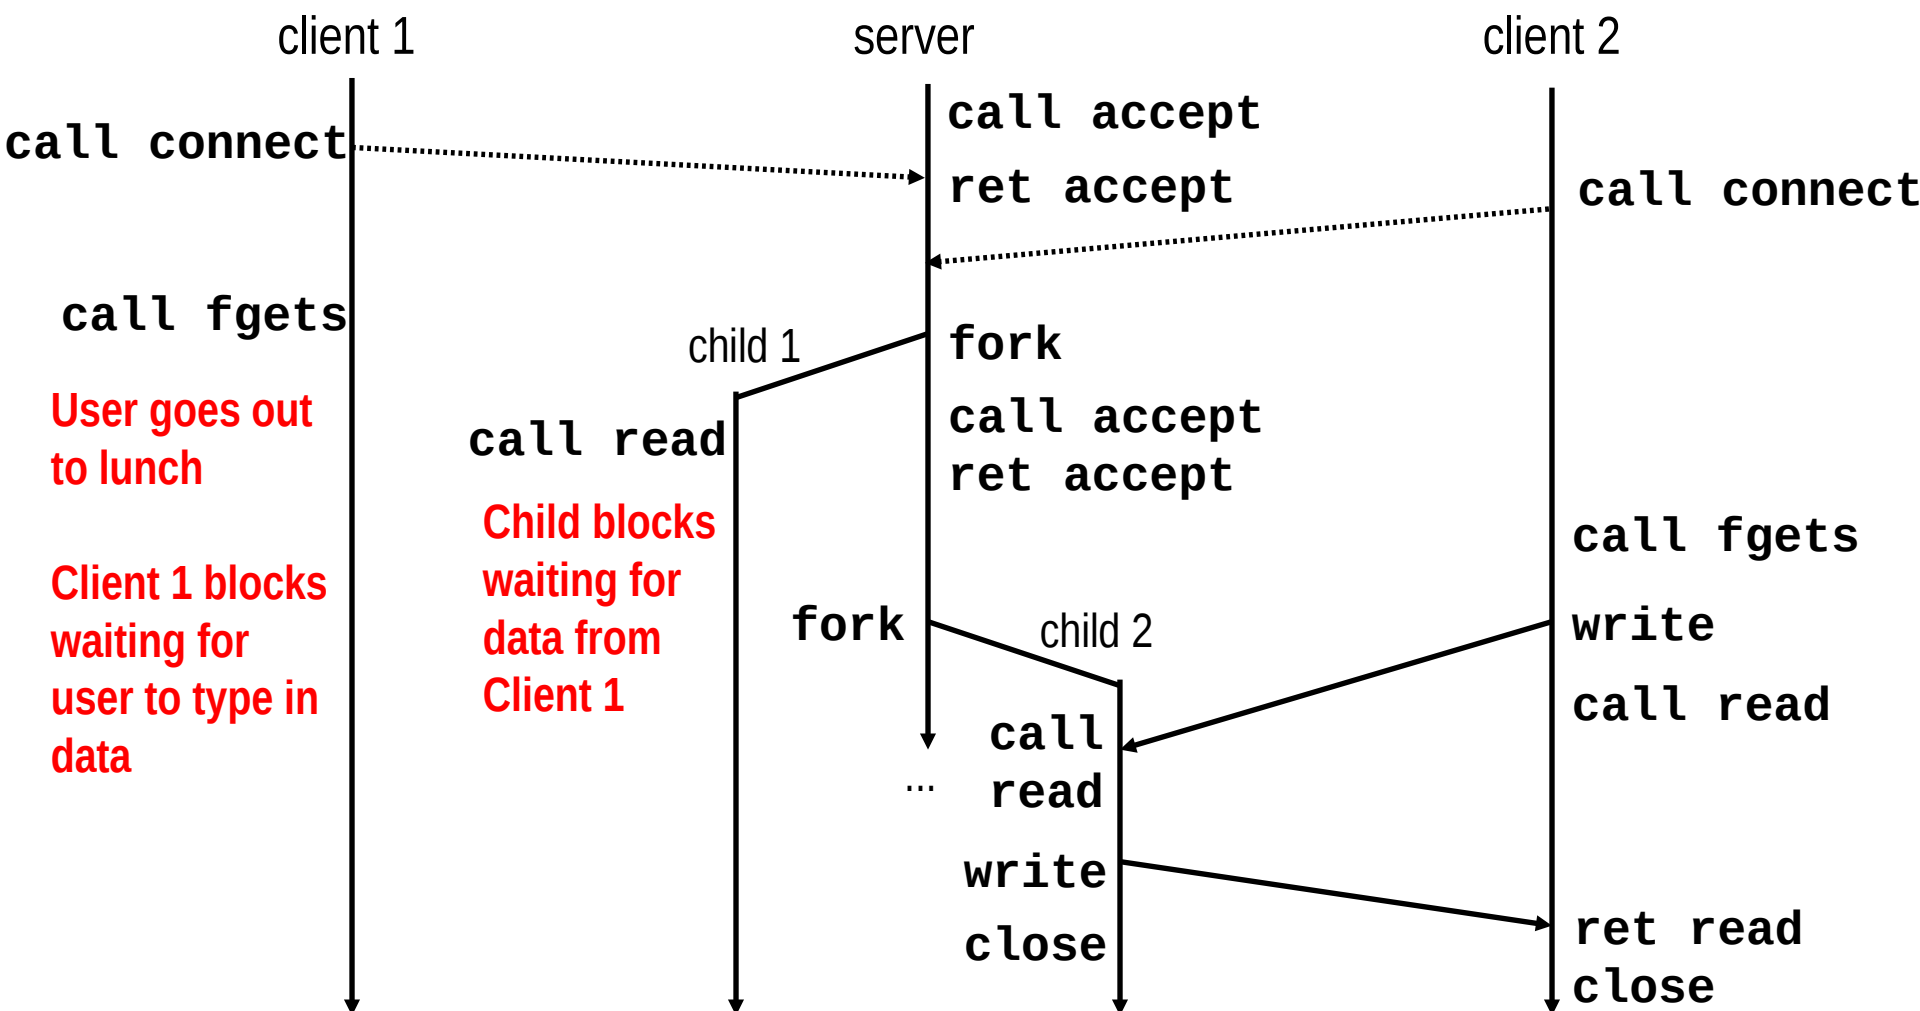 client 1
server
client 2
call connect
call accept
ret accept
call connect
call fgets
child 1
fork
User goes out
to lunch
call read
call accept
ret accept
Child blocks
waiting for
data from
Client 1
Client 1 blocks
waiting for
user to type in
data
call fgets
fork
child 2
write
call read
...
call
read
write
close
ret read
close